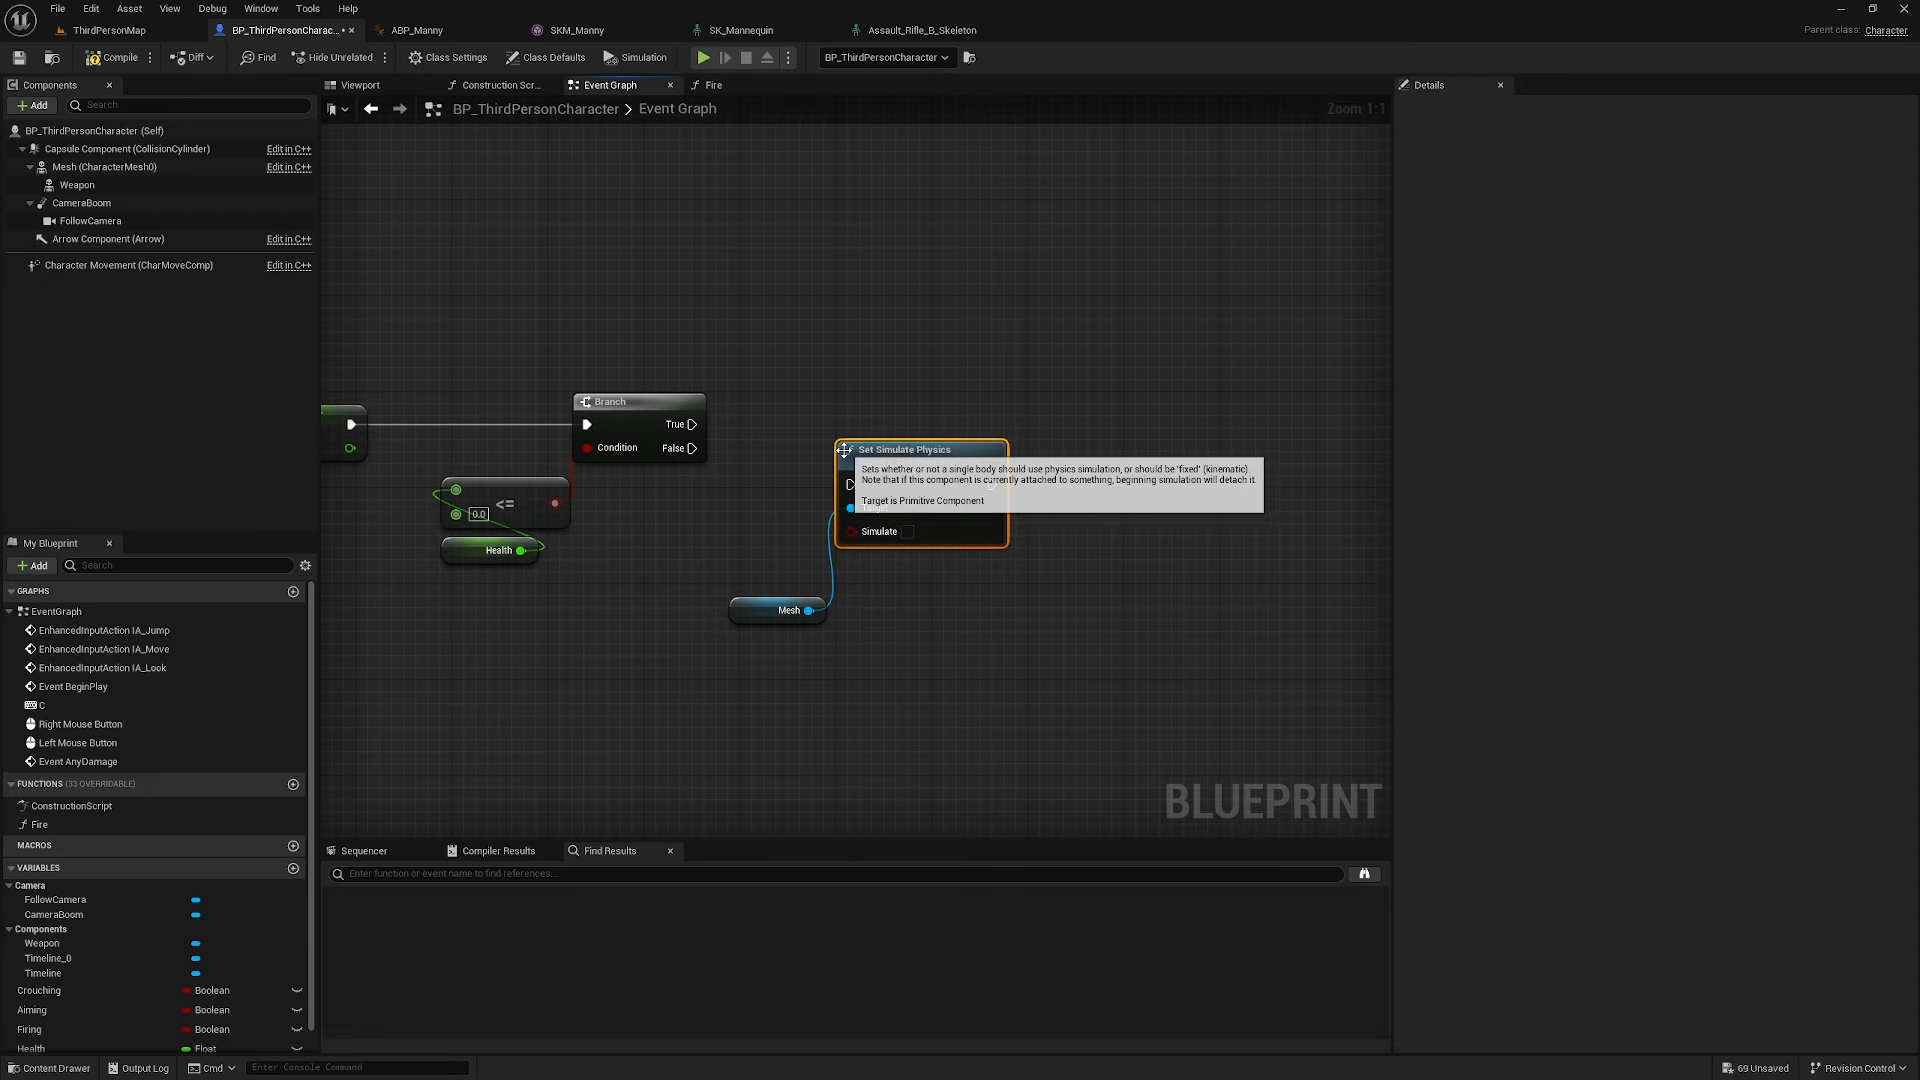 File Edit Asset View Debug Window Tools Help
ThirdPersonMap BP_ThirdPersonCharac... • × ABP_Manny SKM_Manny SK_Mannequin Assault_Rifle_B_Skeleton
Parent class: Character
Compile Diff Find Hide Unrelated Class Settings Class Defaults Simulation BP_ThirdPersonCharacter
Components ×
Add Search
BP_ThirdPersonCharacter (Self)
Capsule Component (CollisionCylinder) Edit in C++
Mesh (CharacterMesh0) Edit in C++
Weapon
CameraBoom
FollowCamera
Arrow Component (Arrow) Edit in C++
Character Movement (CharMoveComp) Edit in C++
Viewport Construction Scr... Event Graph × Fire
BP_ThirdPersonCharacter > Event Graph
Zoom 1:1
Details ×
Branch
True
Condition False
<=
0.0
Health
Set Simulate Physics
Sets whether or not a single body should use physics simulation, or should be 'fixed' (kinematic).
Note that if this component is currently attached to something, beginning simulation will detach it.
Target is Primitive Component
Target
Simulate
Mesh
BLUEPRINT
My Blueprint ×
Add Search
GRAPHS
EventGraph
EnhancedInputAction IA_Jump
EnhancedInputAction IA_Move
EnhancedInputAction IA_Look
Event BeginPlay
C
Right Mouse Button
Left Mouse Button
Event AnyDamage
FUNCTIONS (33 OVERRIDABLE)
ConstructionScript
Fire
MACROS
VARIABLES
Camera
FollowCamera
CameraBoom
Components
Weapon
Timeline_0
Timeline
Crouching Boolean
Aiming Boolean
Firing Boolean
Health Float
Sequencer Compiler Results Find Results ×
Enter function or event name to find references...
Content Drawer Output Log Cmd Enter Console Command
69 Unsaved Revision Control